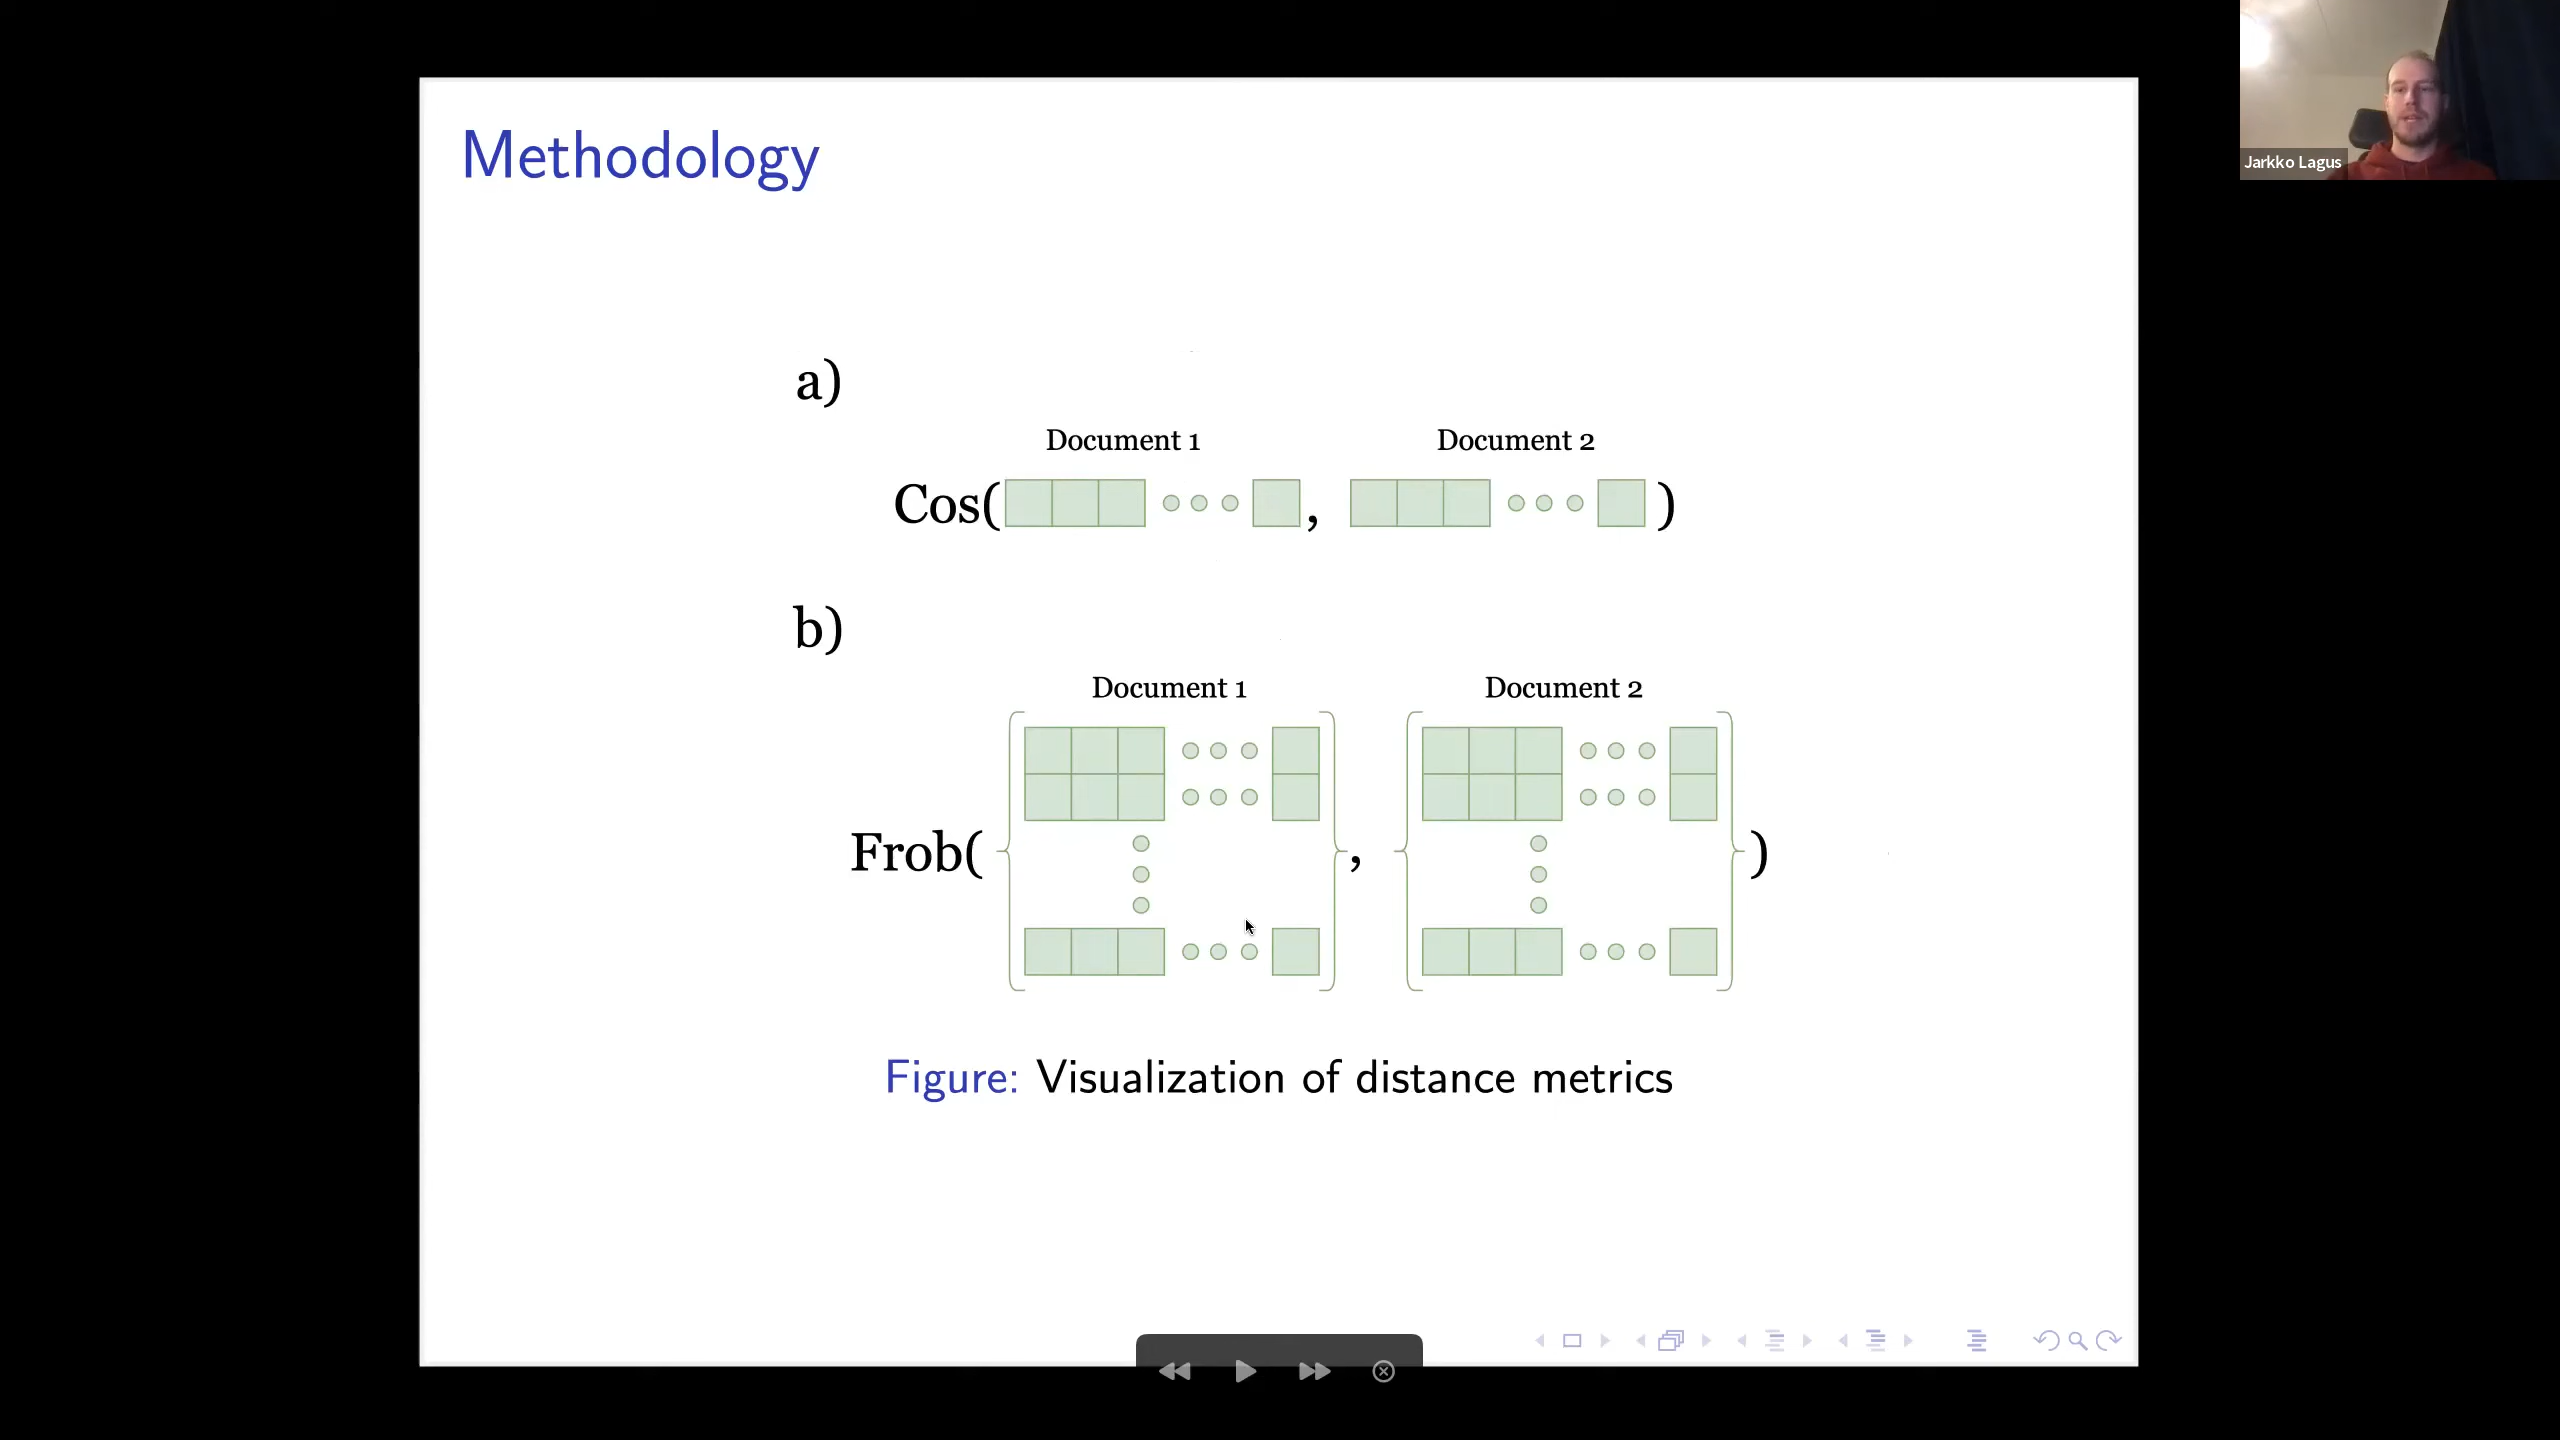 Methodology
a)
Document 1 Document 2
Cos( , )
b)
Document 1 Document 2
Frob( , )
Figure: Visualization of distance metrics
Jarkko Lagus